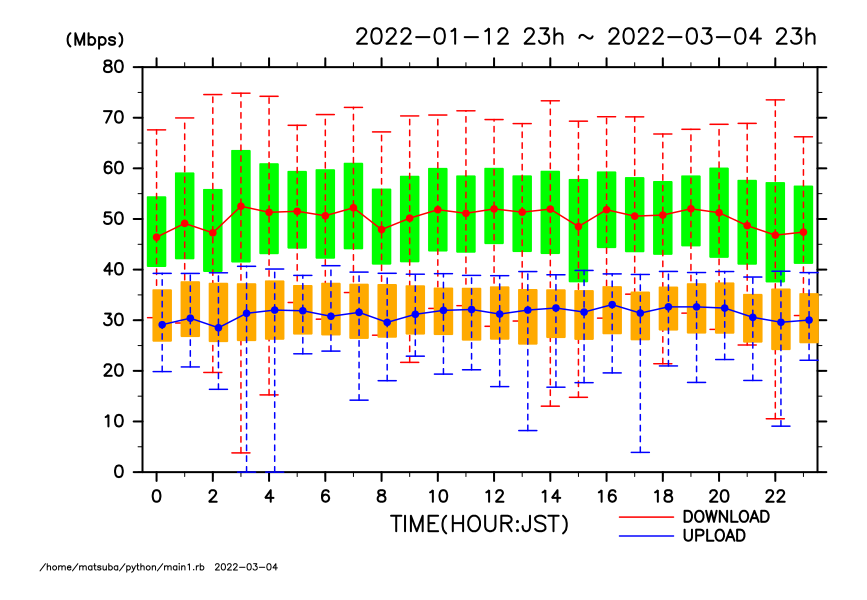 (Mbps)
2022-01-12 23h ~ 2022-03-04 23h
80
70
60
50
40
30
20
10
0
0 2 4 6 8 10 12 14 16 18 20 22
TIME(HOUR:JST)
DOWNLOAD
UPLOAD
/home/matsuba/python/main1.rb 2022-03-04